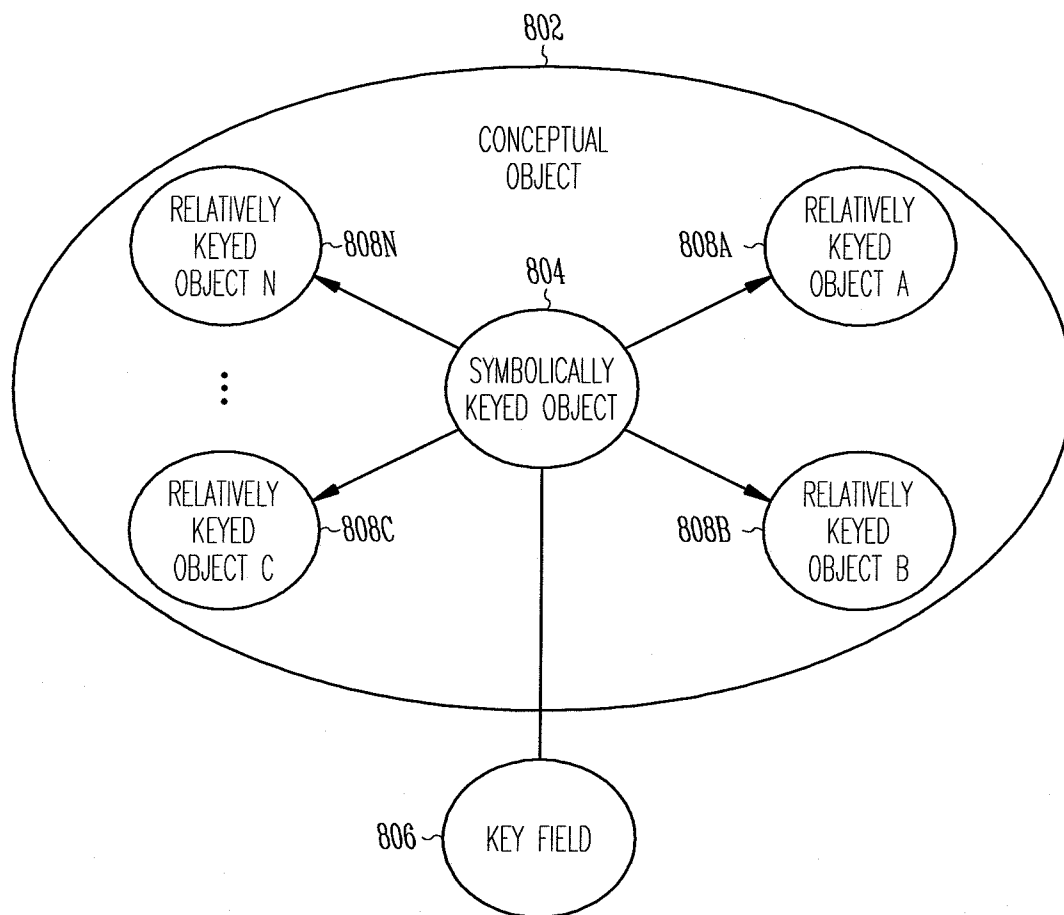 802
CONCEPTUAL
OBJECT
RELATIVELY
KEYED
OBJECT N
808N
808A
RELATIVELY
KEYED
OBJECT A
804
SYMBOLICALLY
KEYED OBJECT
RELATIVELY
KEYED
OBJECT C
808C
808B
RELATIVELY
KEYED
OBJECT B
806
KEY FIELD